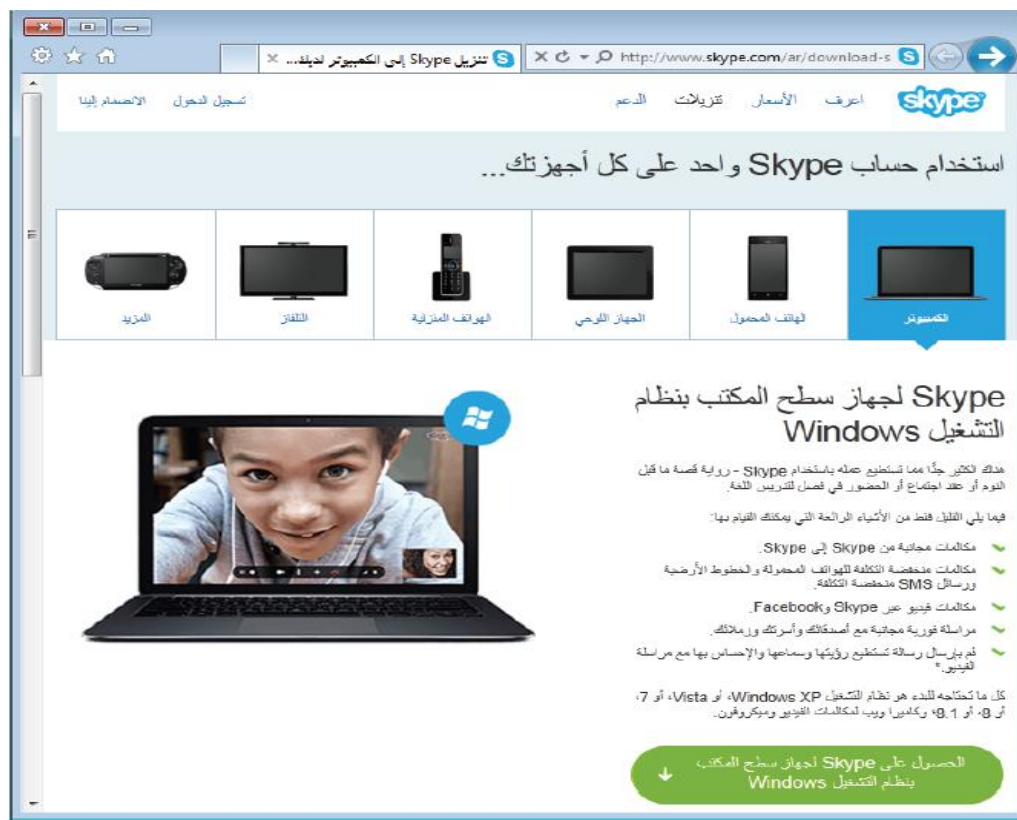 تنزيل Skype إلى الكمبيوتر لديك...
http://www.skype.com/ar/download-s
skype
اعرف الأسعار تنزيلات الدعم
تسجيل الدخول الانضمام إلينا
استخدام حساب Skype واحد على كل أجهزتك...
الكمبيوتر
الهاتف المحمول
الجهاز اللوحي
الهواتف المنزلية
التلفاز
المزيد
Skype لجهاز سطح المكتب بنظام
التشغيل Windows
هناك الكثير جدًا مما تستطيع عمله باستخدام Skype - رواية قصة ما قبل
النوم أو عقد اجتماع أو الحضور في فصل لتدريس اللغة.
فيما يلي القليل فقط من الأشياء الرائعة التي يمكنك القيام بها:
مكالمات مجانية من Skype إلى Skype.
مكالمات منخفضة التكلفة للهواتف المحمولة والخطوط الأرضية
ورسائل SMS منخفضة التكلفة.
مكالمات فيديو عبر Skype وFacebook.
مراسلة فورية مجانية مع أصدقائك وأسرتك وزملائك.
قم بإرسال رسالة تستطيع رؤيتها وسماعها والإحساس بها مع مراسلة
الفيديو.*
كل ما تحتاجه للبدء هو نظام التشغيل Windows XP، أو Vista، أو 7،
أو 8، أو 8.1؛ وكاميرا ويب لمكالمات الفيديو وميكروفون.
الحصول على Skype لجهاز سطح المكتب
بنظام التشغيل Windows